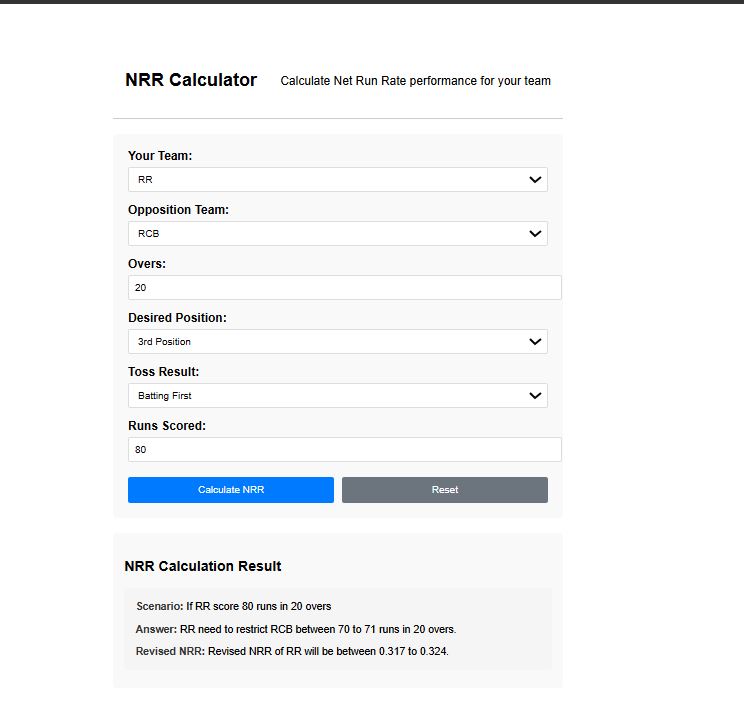 NRR Calculator
Calculate Net Run Rate performance for your team
Your Team:
RR
Opposition Team:
RCB
Overs:
20
Desired Position:
3rd Position
Toss Result:
Batting First
Runs Scored:
80
Calculate NRR
Reset
NRR Calculation Result
Scenario: If RR score 80 runs in 20 overs
Answer: RR need to restrict RCB between 70 to 71 runs in 20 overs.
Revised NRR: Revised NRR of RR will be between 0.317 to 0.324.